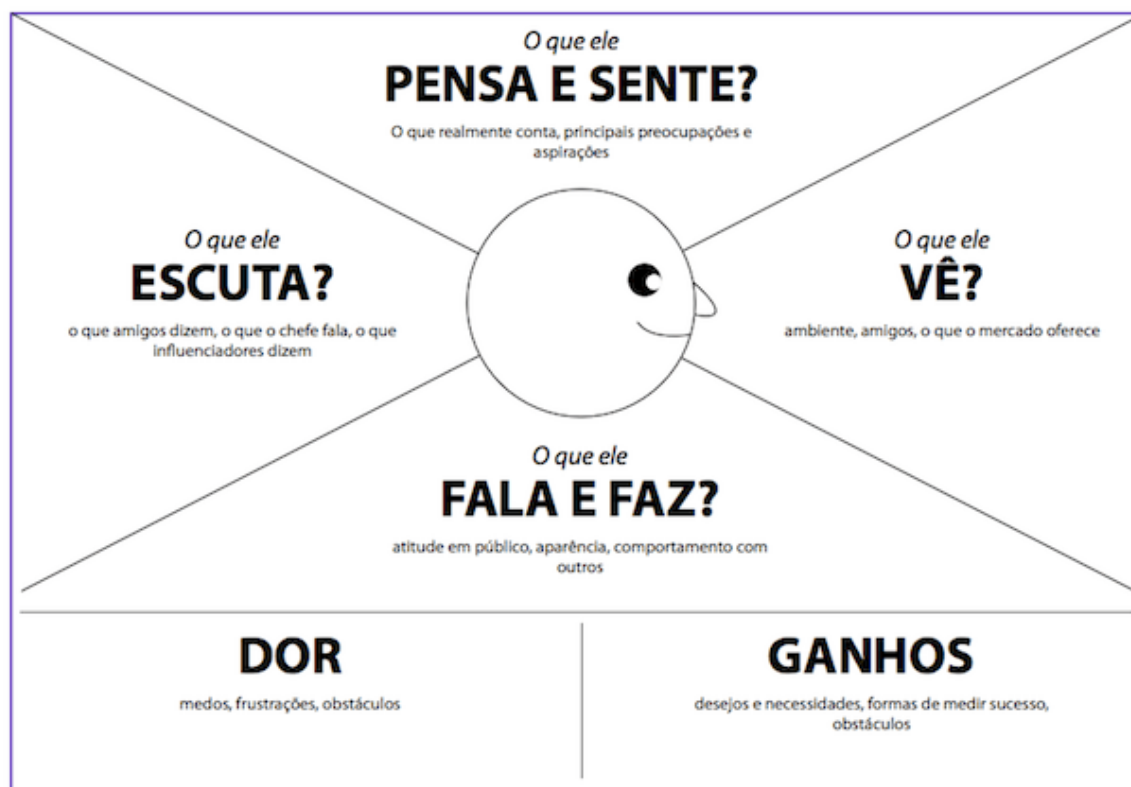 O que ele
PENSA E SENTE?
O que realmente conta, principais preocupações e
aspirações
O que ele
ESCUTA?
o que amigos dizem, o que o chefe fala, o que
influenciadores dizem
O que ele
VÊ?
ambiente, amigos, o que o mercado oferece
O que ele
FALA E FAZ?
atitude em público, aparência, comportamento com
outros
DOR
medos, frustrações, obstáculos
GANHOS
desejos e necessidades, formas de medir sucesso,
obstáculos